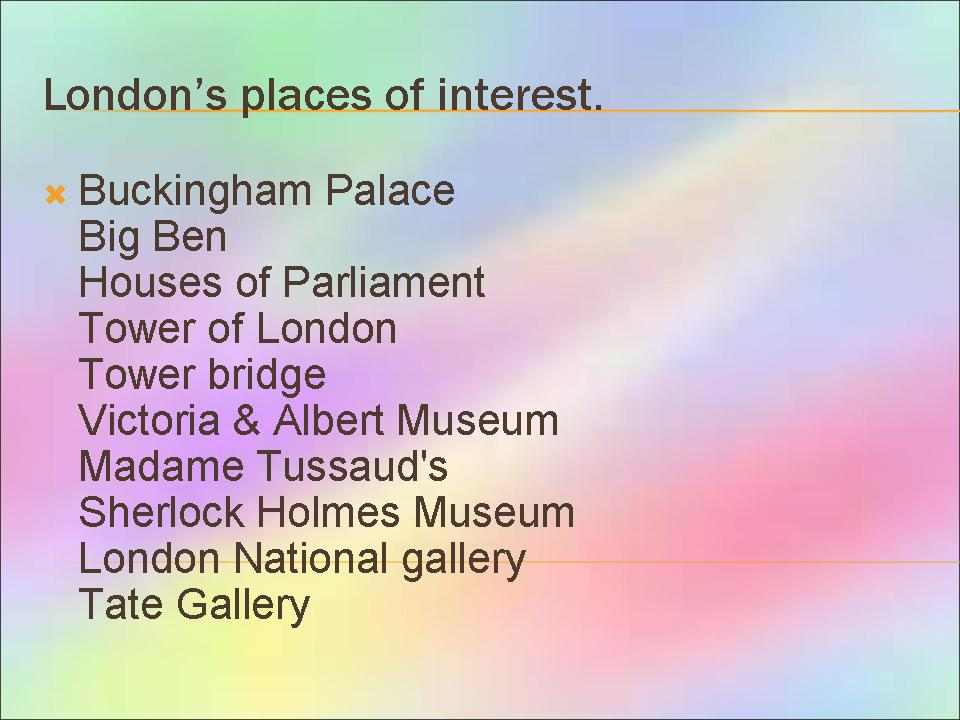 London’s places of interest.
Buckingham Palace
Big Ben
Houses of Parliament
Tower of London
Tower bridge
Victoria & Albert Museum
Madame Tussaud's
Sherlock Holmes Museum
London National gallery
Tate Gallery